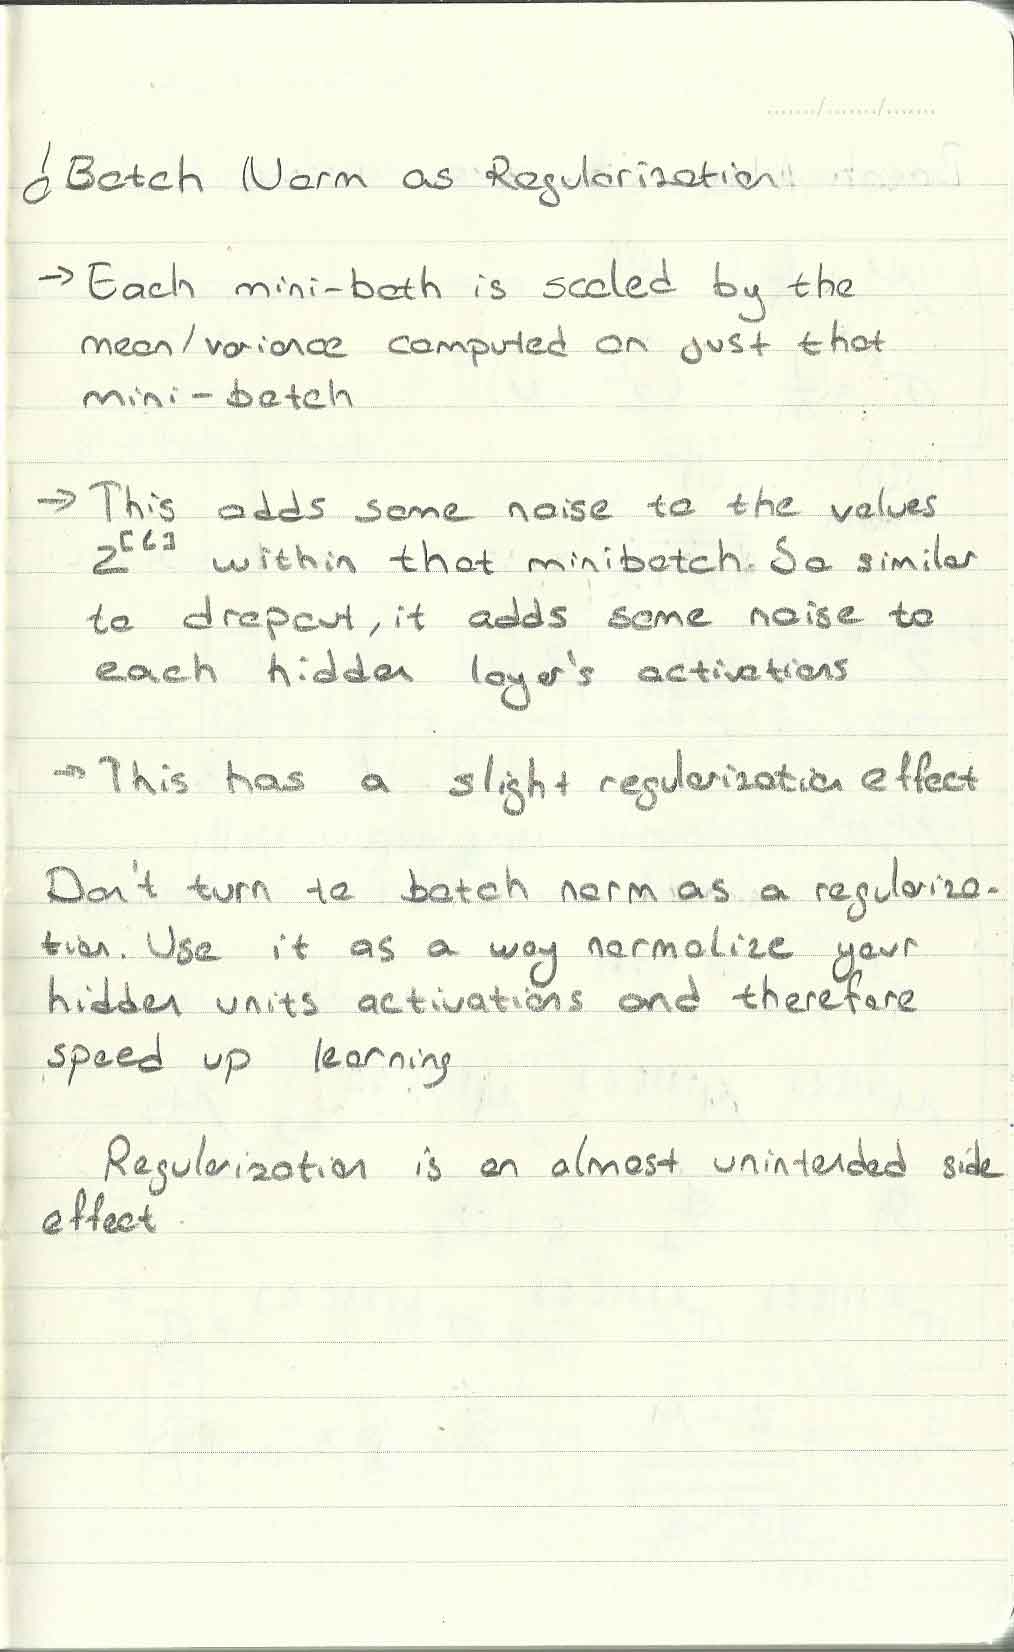 Batch Norm as Regularization
→ Each mini-bath is scaled by the
mean/variance computed on just that
mini-batch
→ This adds some noise to the values
z[L] within that minibatch. So similar
to dropout, it adds some noise to
each hidden layer's activations
→ This has a slight regularization effect
Don't turn to batch norm as a regulariza-
tion. Use it as a way normalize your
hidden units activations and therefore
speed up learning
Regularization is an almost unintended side
effect.